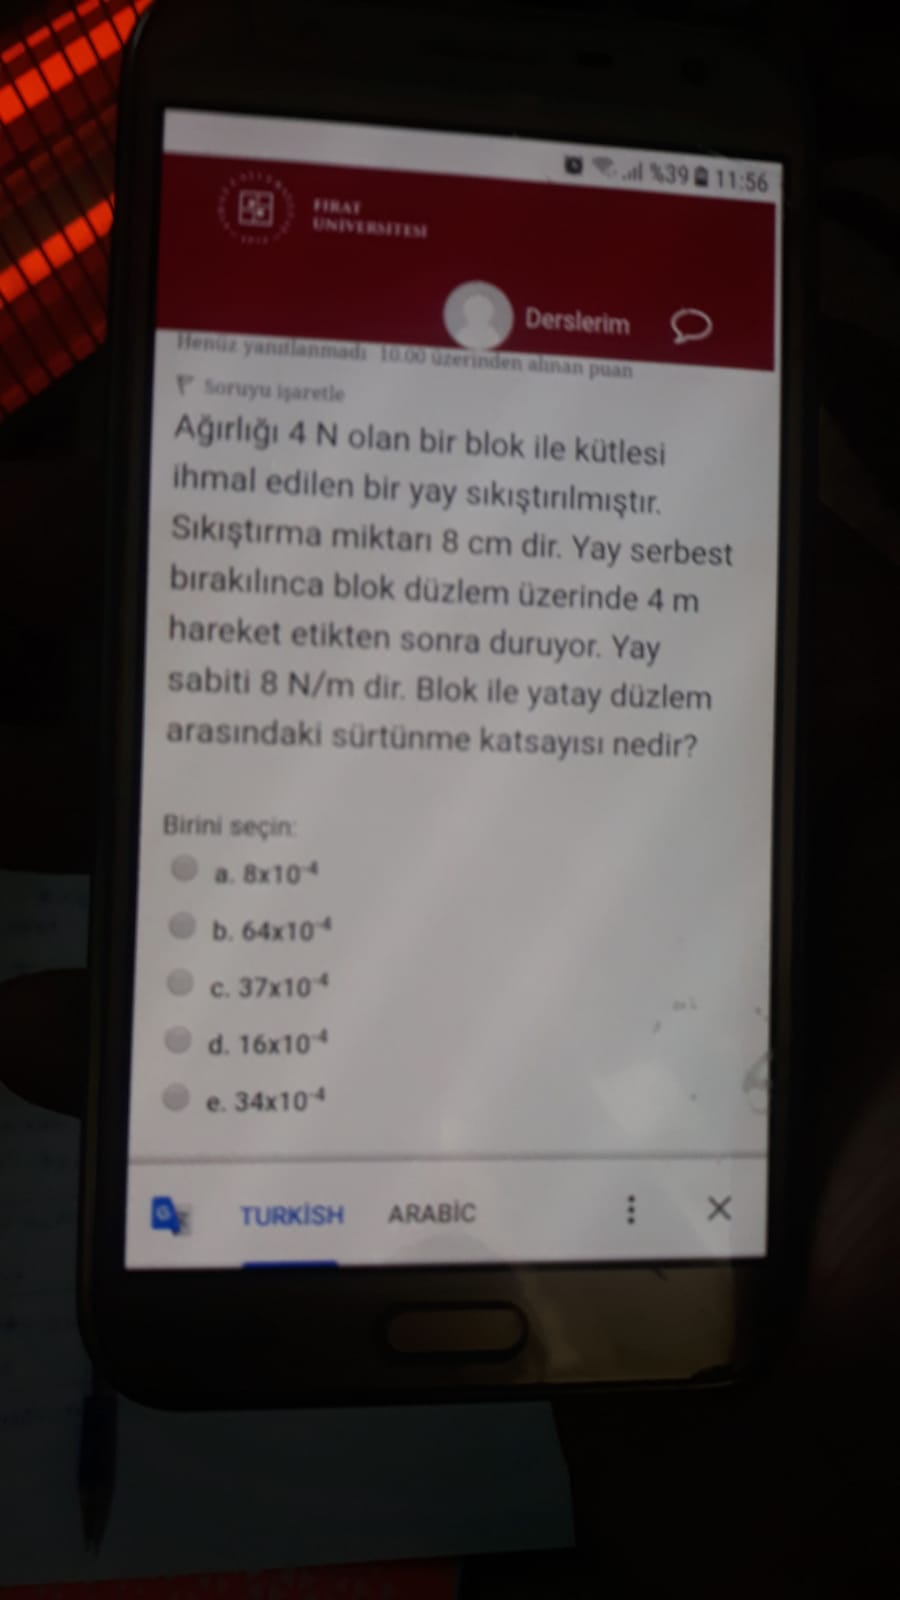 %39 11:56
FIRAT
ÜNİVERSİTESİ
Derslerim
Henüz yanıtlanmadı 10.00 üzerinden alınan puan
Soruyu işaretle
Ağırlığı 4 N olan bir blok ile kütlesi
ihmal edilen bir yay sıkıştırılmıştır.
Sıkıştırma miktarı 8 cm dir. Yay serbest
bırakılınca blok düzlem üzerinde 4 m
hareket etikten sonra duruyor. Yay
sabiti 8 N/m dir. Blok ile yatay düzlem
arasındaki sürtünme katsayısı nedir?
Birini seçin:
a. 8x10⁻⁴
b. 64x10⁻⁴
c. 37x10⁻⁴
d. 16x10⁻⁴
e. 34x10⁻⁴
TURKİSH ARABİC